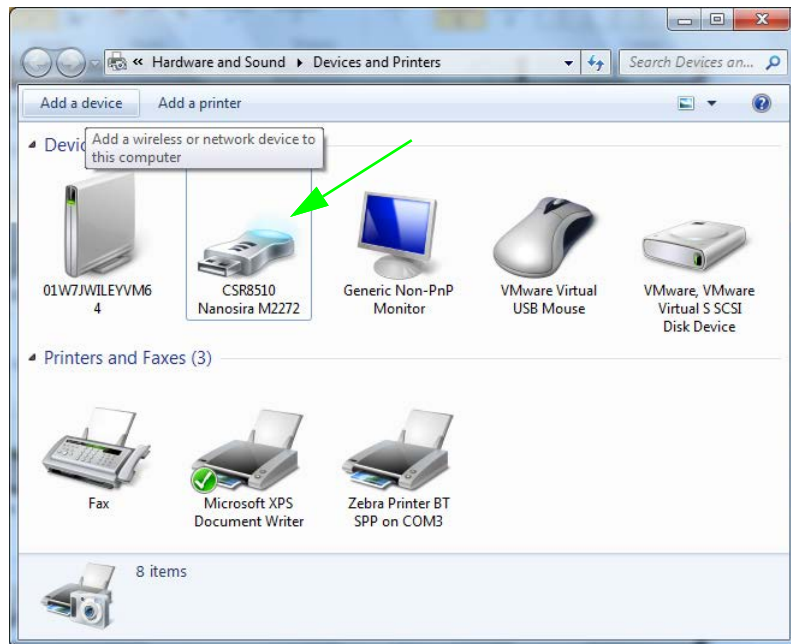 « Hardware and Sound ▸ Devices and Printers
Search Devices an...
Add a device
Add a printer
Add a wireless or network device to
this computer
Devic
01W7JWILEYVM6
4
CSR8510
Nanosira M2272
Generic Non-PnP
Monitor
VMware Virtual
USB Mouse
VMware, VMware
Virtual S SCSI
Disk Device
Printers and Faxes (3)
Fax
Microsoft XPS
Document Writer
Zebra Printer BT
SPP on COM3
8 items